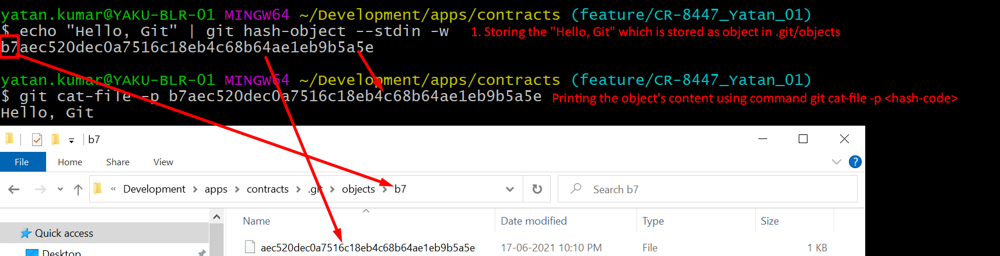 yatan.kumar@YAKU-BLR-01 MINGW64 ~/Development/apps/contracts (feature/CR-8447_Yatan_01)
$ echo "Hello, Git" | git hash-object --stdin -w 1. Storing the "Hello, Git" which is stored as object in .git/objects
b7aec520dec0a7516c18eb4c68b64ae1eb9b5a5e
yatan.kumar@YAKU-BLR-01 MINGW64 ~/Development/apps/contracts (feature/CR-8447_Yatan_01)
$ git cat-file -p b7aec520dec0a7516c18eb4c68b64ae1eb9b5a5e Printing the object's content using command git cat-file -p <hash-code>
Hello, Git
b7
File Home Share View
« Development > apps > contracts > .git > objects > b7 Search b7
Name Date modified Type Size
Quick access
aec520dec0a7516c18eb4c68b64ae1eb9b5a5e 17-06-2021 10:10 PM File 1 KB
Desktop